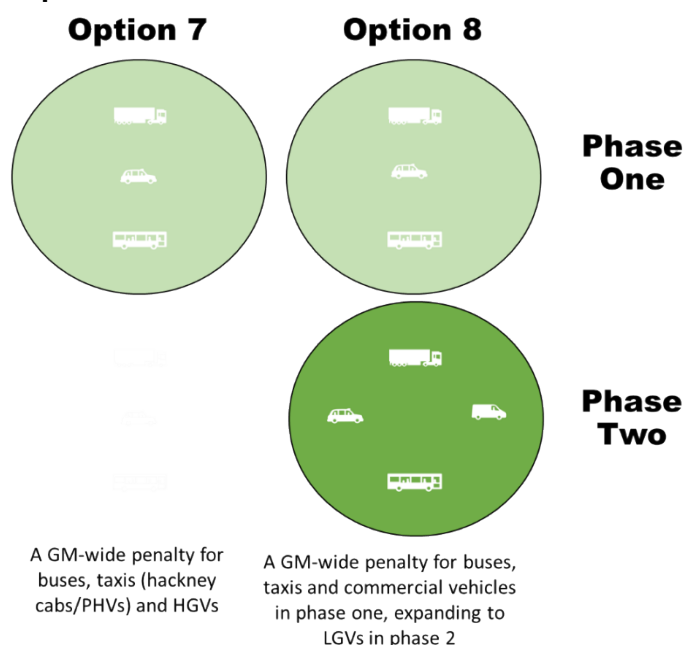 Option 7
Option 8
Phase
One
Phase
Two
A GM-wide penalty for
buses, taxis (hackney
cabs/PHVs) and HGVs
A GM-wide penalty for buses,
taxis and commercial vehicles
in phase one, expanding to
LGVs in phase 2